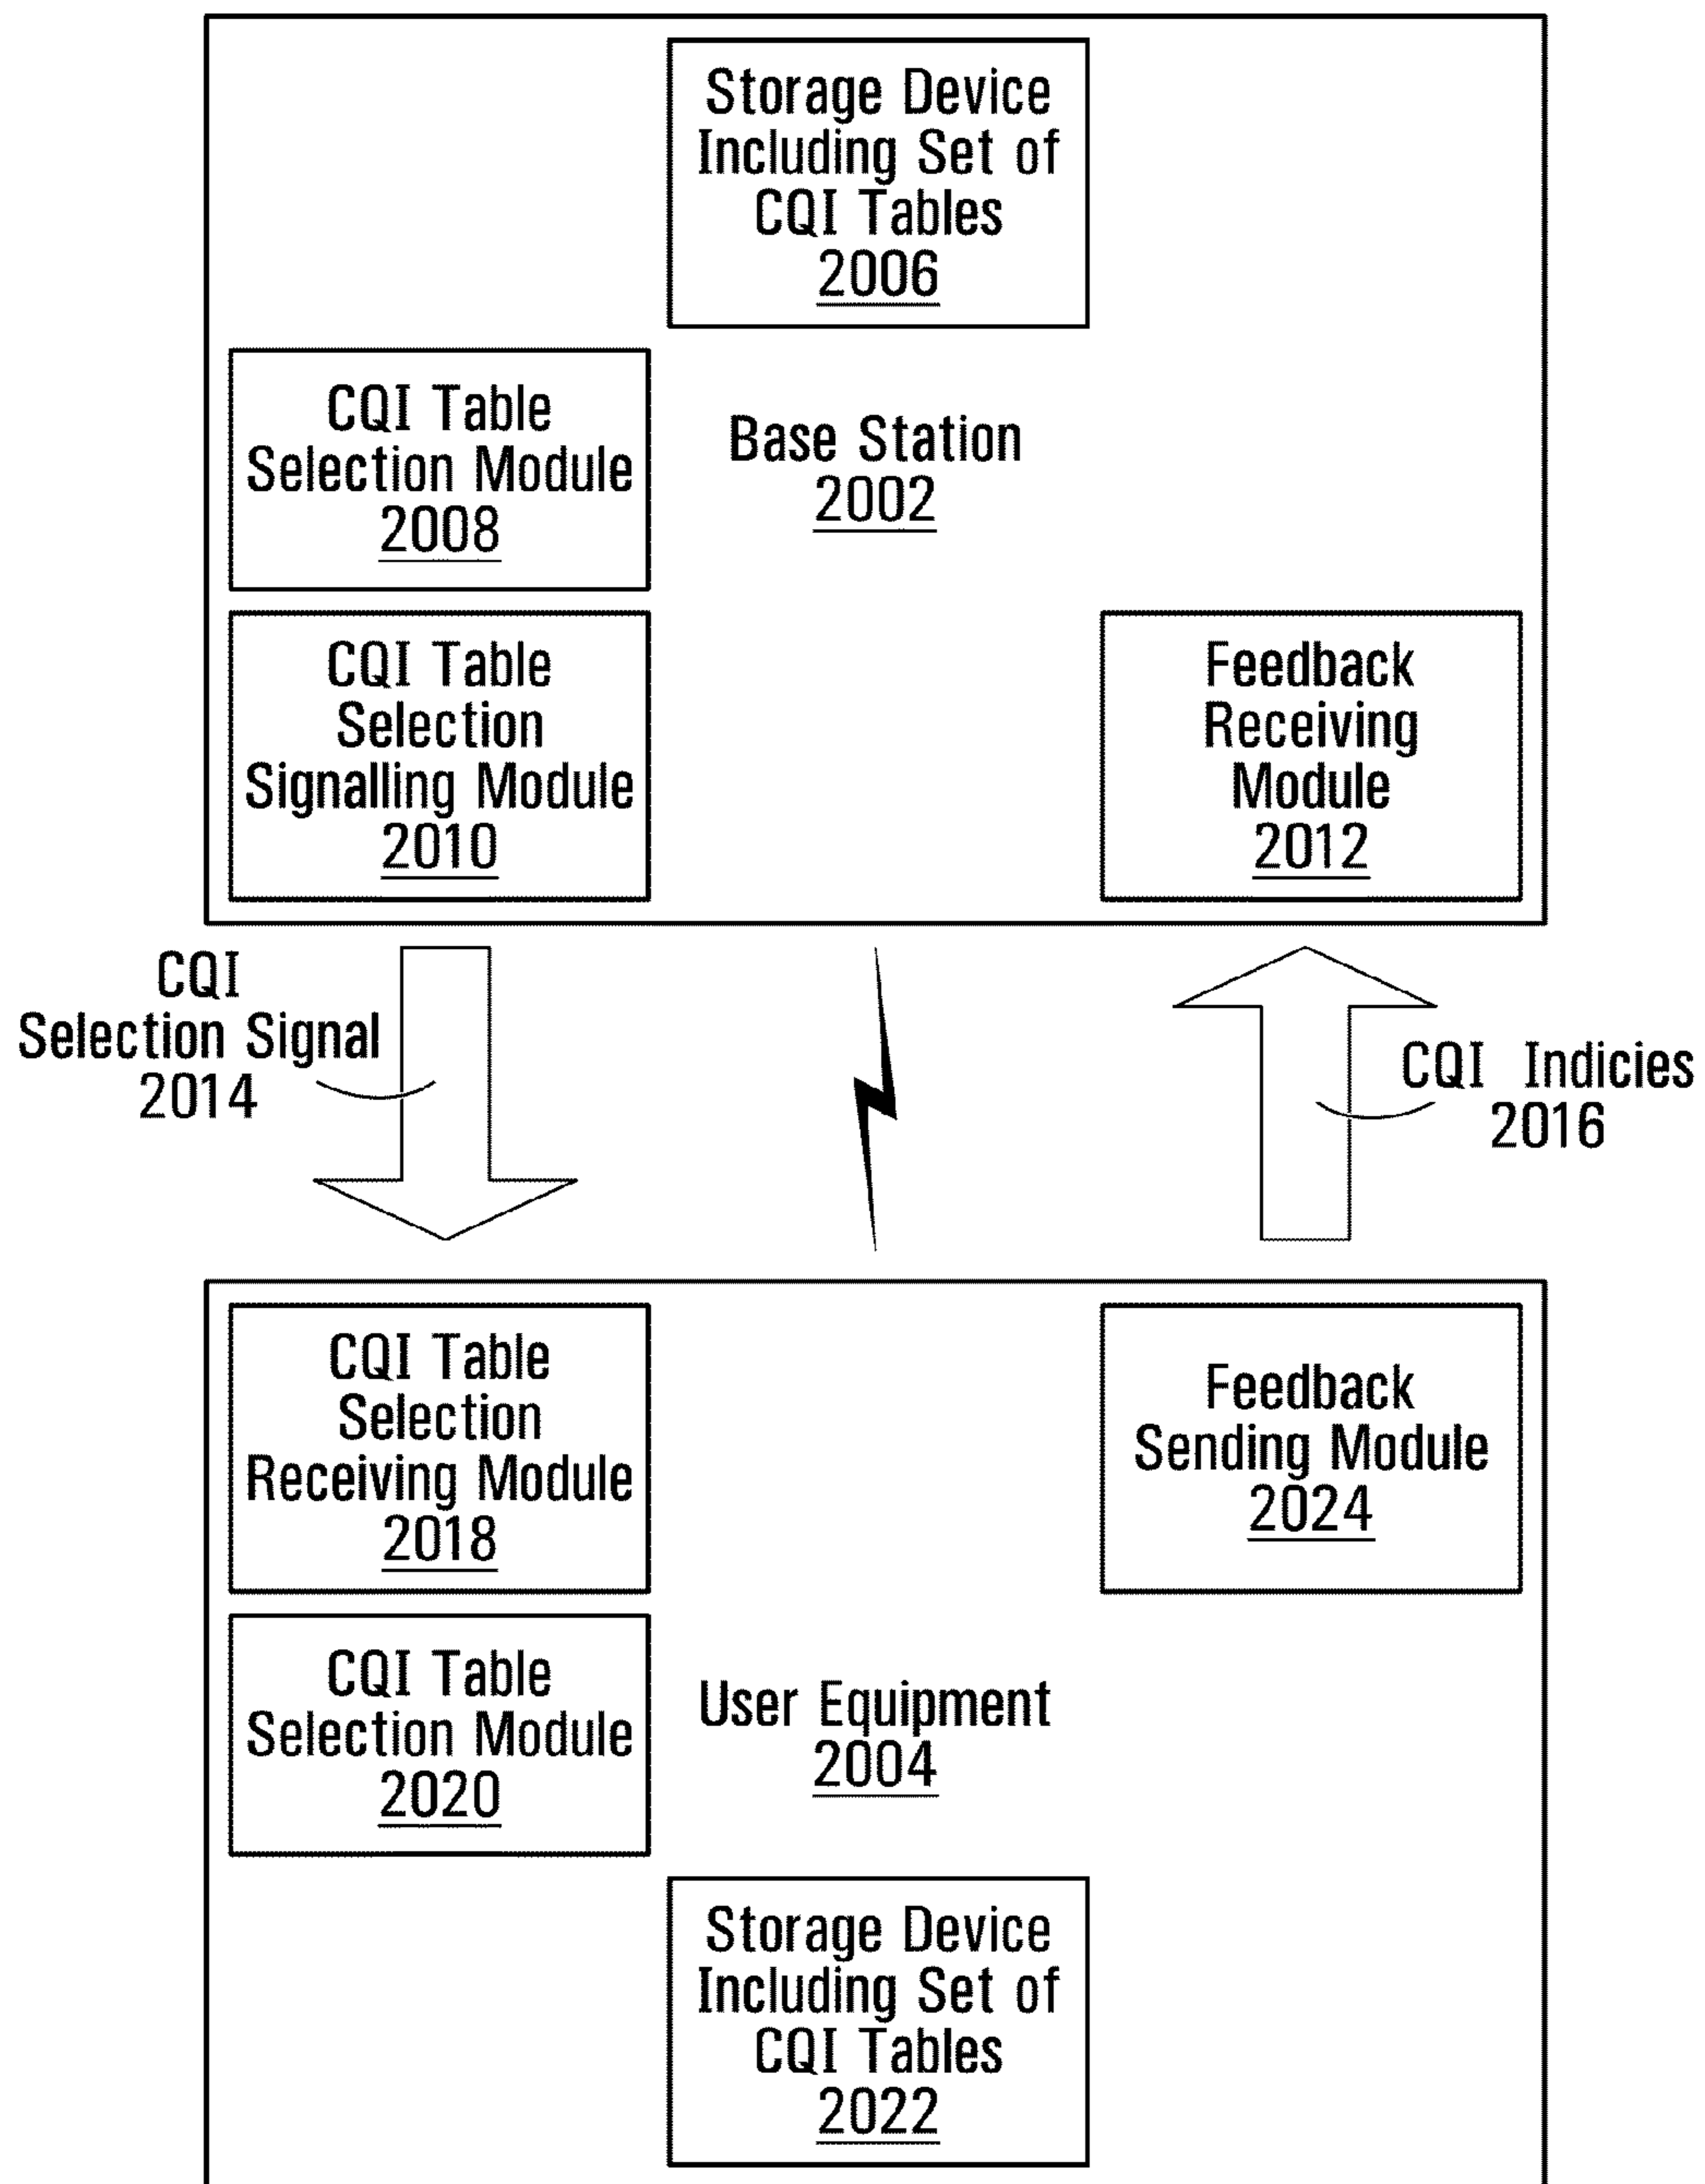 Storage Device
Including Set of
CQI Tables
2006
CQI Table
Selection Module
2008
Base Station
2002
CQI Table
Selection
Signalling Module
2010
Feedback
Receiving
Module
2012
CQI
Selection Signal
2014
CQI Indicies
2016
CQI Table
Selection
Receiving Module
2018
Feedback
Sending Module
2024
CQI Table
Selection Module
2020
User Equipment
2004
Storage Device
Including Set of
CQI Tables
2022